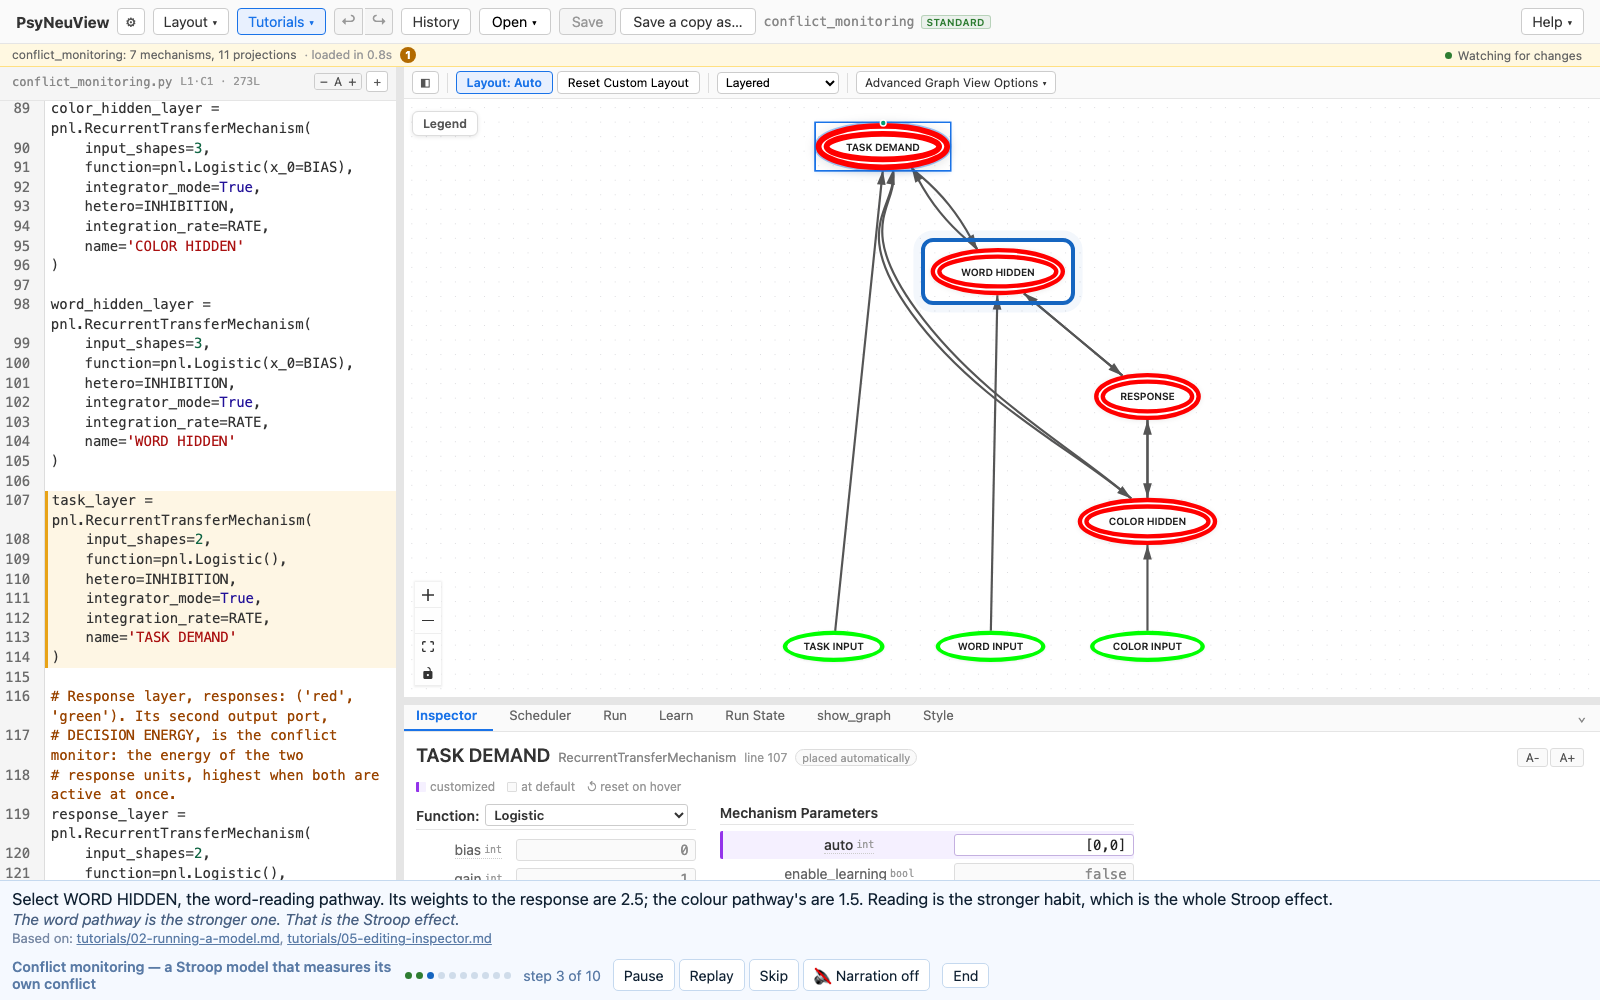 PsyNeuView ⚙ Layout ▾ Tutorials ▾ ↩ ↪ History Open ▾ Save Save a copy as... conflict_monitoring STANDARD Help ▾
conflict_monitoring: 7 mechanisms, 11 projections · loaded in 0.8s 1 Watching for changes
conflict_monitoring.py L1:C1 · 273L − A + +
Layout: Auto Reset Custom Layout Layered Advanced Graph View Options ▾
89 color_hidden_layer =
pnl.RecurrentTransferMechanism(
90 input_shapes=3,
91 function=pnl.Logistic(x_0=BIAS),
92 integrator_mode=True,
93 hetero=INHIBITION,
94 integration_rate=RATE,
95 name='COLOR HIDDEN'
96 )
97
98 word_hidden_layer =
pnl.RecurrentTransferMechanism(
99 input_shapes=3,
100 function=pnl.Logistic(x_0=BIAS),
101 hetero=INHIBITION,
102 integrator_mode=True,
103 integration_rate=RATE,
104 name='WORD HIDDEN'
105 )
106
107 task_layer =
pnl.RecurrentTransferMechanism(
108 input_shapes=2,
109 function=pnl.Logistic(),
110 hetero=INHIBITION,
111 integrator_mode=True,
112 integration_rate=RATE,
113 name='TASK DEMAND'
114 )
115
116 # Response layer, responses: ('red',
'green'). Its second output port,
117 # DECISION ENERGY, is the conflict
monitor: the energy of the two
118 # response units, highest when both are
active at once.
119 response_layer =
pnl.RecurrentTransferMechanism(
120 input_shapes=2,
121 function=pnl.Logistic(),
Legend
TASK DEMAND
WORD HIDDEN
RESPONSE
COLOR HIDDEN
TASK INPUT WORD INPUT COLOR INPUT
Inspector Scheduler Run Learn Run State show_graph Style
TASK DEMAND RecurrentTransferMechanism line 107 placed automatically A- A+
customized at default ↺ reset on hover
Function: Logistic
bias int 0
gain int 1
Mechanism Parameters
auto int [0,0]
enable_learning bool false
Select WORD HIDDEN, the word-reading pathway. Its weights to the response are 2.5; the colour pathway's are 1.5. Reading is the stronger habit, which is the whole Stroop effect.
The word pathway is the stronger one. That is the Stroop effect.
Based on: tutorials/02-running-a-model.md, tutorials/05-editing-inspector.md
Conflict monitoring — a Stroop model that measures its
own conflict
step 3 of 10 Pause Replay Skip Narration off End